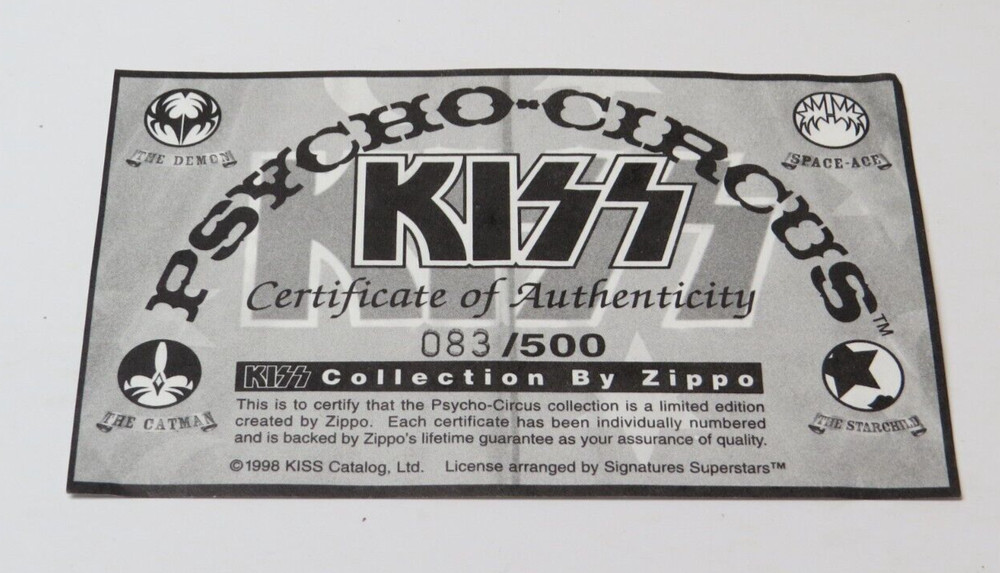 PSYCHO-CIRCUS™
THE DEMON
SPACE-ACE
KISS
Certificate of Authenticity
083/500
THE CATMAN
THE STARCHILD
KISS Collection By Zippo
This is to certify that the Psycho-Circus collection is a limited edition
created by Zippo. Each certificate has been individually numbered
and is backed by Zippo's lifetime guarantee as your assurance of quality.
©1998 KISS Catalog, Ltd. License arranged by Signatures Superstars™